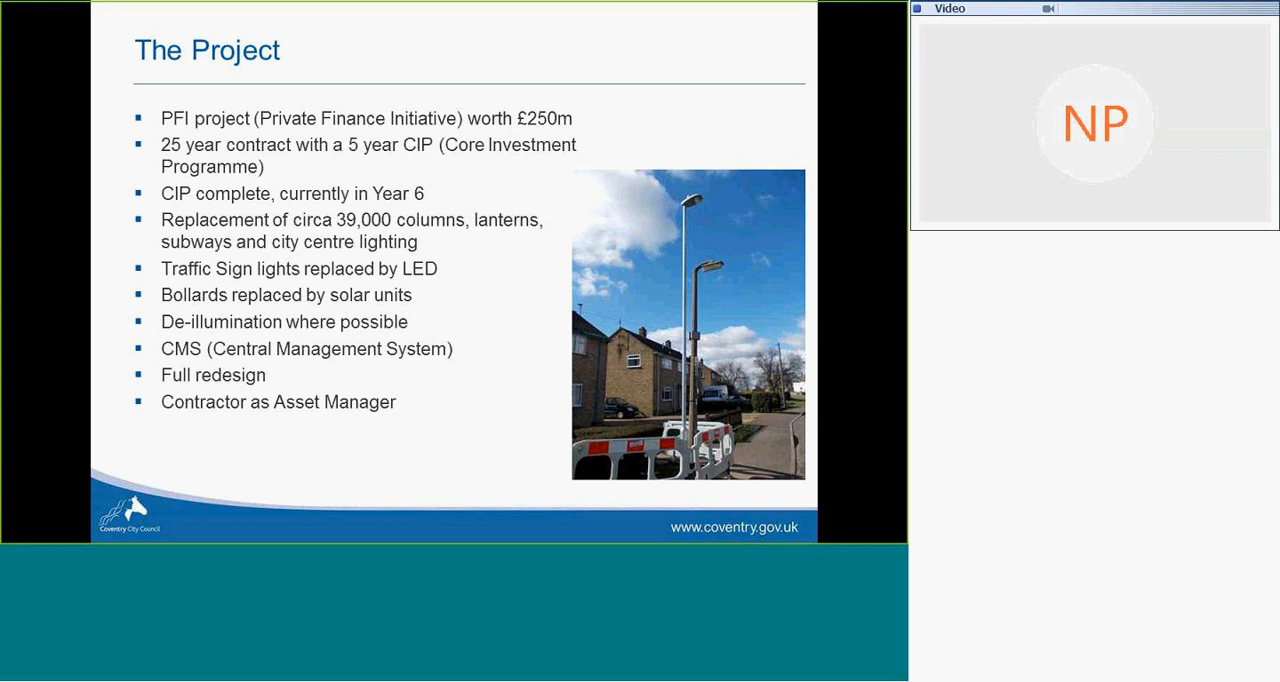 The Project
PFI project (Private Finance Initiative) worth £250m
25 year contract with a 5 year CIP (Core Investment
Programme)
CIP complete, currently in Year 6
Replacement of circa 39,000 columns, lanterns,
subways and city centre lighting
Traffic Sign lights replaced by LED
Bollards replaced by solar units
De-illumination where possible
CMS (Central Management System)
Full redesign
Contractor as Asset Manager
Coventry City Council
www.coventry.gov.uk
Video
NP